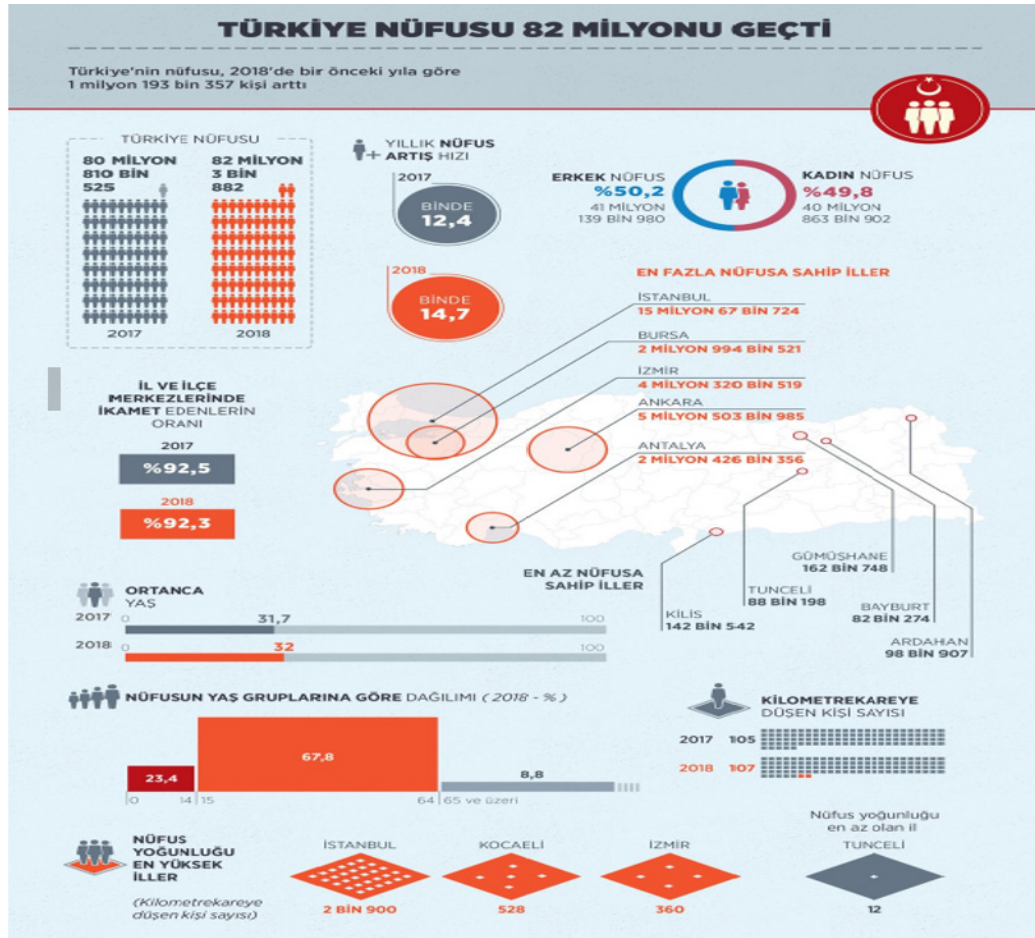 TÜRKİYE NÜFUSU 82 MİLYONU GEÇTİ
Türkiye'nin nüfusu, 2018'de bir önceki yıla göre
1 milyon 193 bin 357 kişi arttı
TÜRKİYE NÜFUSU
80 MİLYON
810 BİN
525
2017
82 MİLYON
3 BİN
882
2018
YILLIK NÜFUS
+ ARTIŞ HIZI
2017
BİNDE
12,4
2018
BİNDE
14,7
ERKEK NÜFUS
%50,2
41 MİLYON
139 BİN 980
KADIN NÜFUS
%49,8
40 MİLYON
863 BİN 902
EN FAZLA NÜFUSA SAHİP İLLER
İSTANBUL
15 MİLYON 67 BİN 724
BURSA
2 MİLYON 994 BİN 521
İZMİR
4 MİLYON 320 BİN 519
ANKARA
5 MİLYON 503 BİN 985
ANTALYA
2 MİLYON 426 BİN 356
İL VE İLÇE
MERKEZLERİNDE
İKAMET EDENLERİN
ORANI
2017
%92,5
2018
%92,3
EN AZ NÜFUSA
SAHİP İLLER
KİLİS
142 BİN 542
TUNCELİ
88 BİN 198
GÜMÜŞHANE
162 BİN 748
BAYBURT
82 BİN 274
ARDAHAN
98 BİN 907
ORTANCA
YAŞ
2017 0 31,7 100
2018 0 32 100
NÜFUSUN YAŞ GRUPLARINA GÖRE DAĞILIMI (2018 - %)
23,4
67,8
8,8
0 14 15 64 65 ve üzeri
KİLOMETREKAREYE
DÜŞEN KİŞİ SAYISI
2017 105
2018 107
NÜFUS
YOĞUNLUĞU
EN YÜKSEK
İLLER
(Kilometrekareye
düşen kişi sayısı)
İSTANBUL
2 BİN 900
KOCAELİ
528
İZMİR
360
Nüfus yoğunluğu
en az olan il
TUNCELİ
12